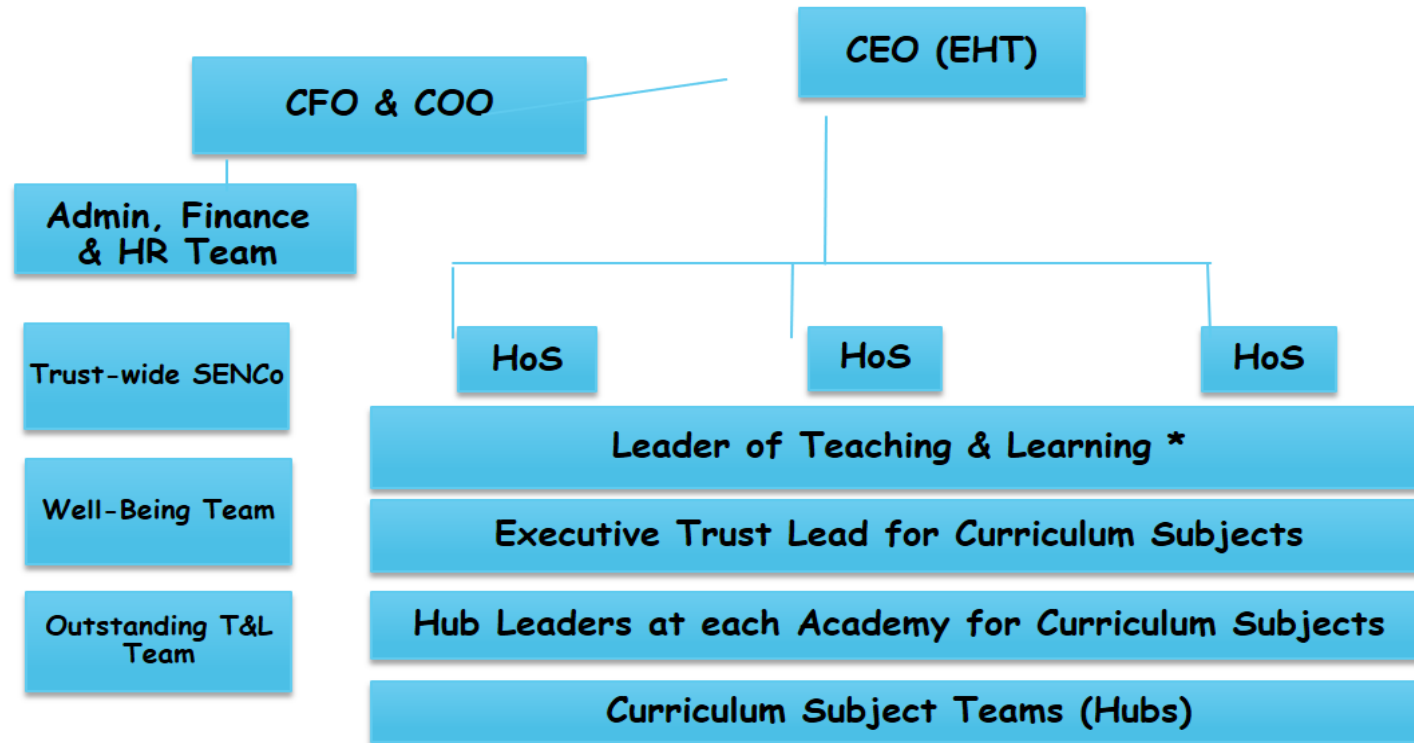 CEO (EHT)
CFO & COO
Admin, Finance
& HR Team
HoS
HoS
HoS
Trust-wide SENCo
Leader of Teaching & Learning *
Well-Being Team
Executive Trust Lead for Curriculum Subjects
Outstanding T&L
Team
Hub Leaders at each Academy for Curriculum Subjects
Curriculum Subject Teams (Hubs)